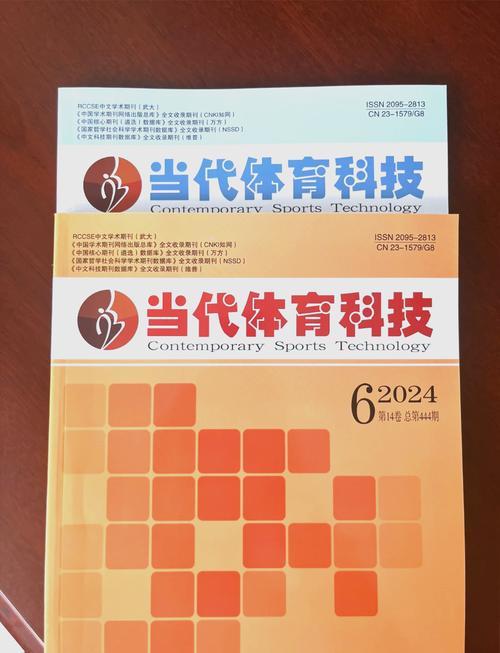 RCCSE中文学术期刊(武大)
《中国学术期刊网络出版总库》全文收录期刊(CNKI知网)
《中国核心期刊(遴选)数据库》全文收录期刊(万方)
《国家哲学社会科学学术期刊数据库》全文收录期刊(NSSD)
《中文科技期刊数据库》全文收录期刊(维普)
ISSN 2095-2813
CN 23-1579/G8
当代体育科技
Contemporary Sports Technology
RCCSE中文学术期刊(武大)
《中国学术期刊网络出版总库》全文收录期刊(CNKI知网)
《中国核心期刊(遴选)数据库》全文收录期刊(万方)
《国家哲学社会科学学术期刊数据库》全文收录期刊(NSSD)
《中文科技期刊数据库》全文收录期刊(维普)
ISSN 2095-2813
CN 23-1579/G8
当代体育科技
Contemporary Sports Technology
6 2024
第14卷 总第444期